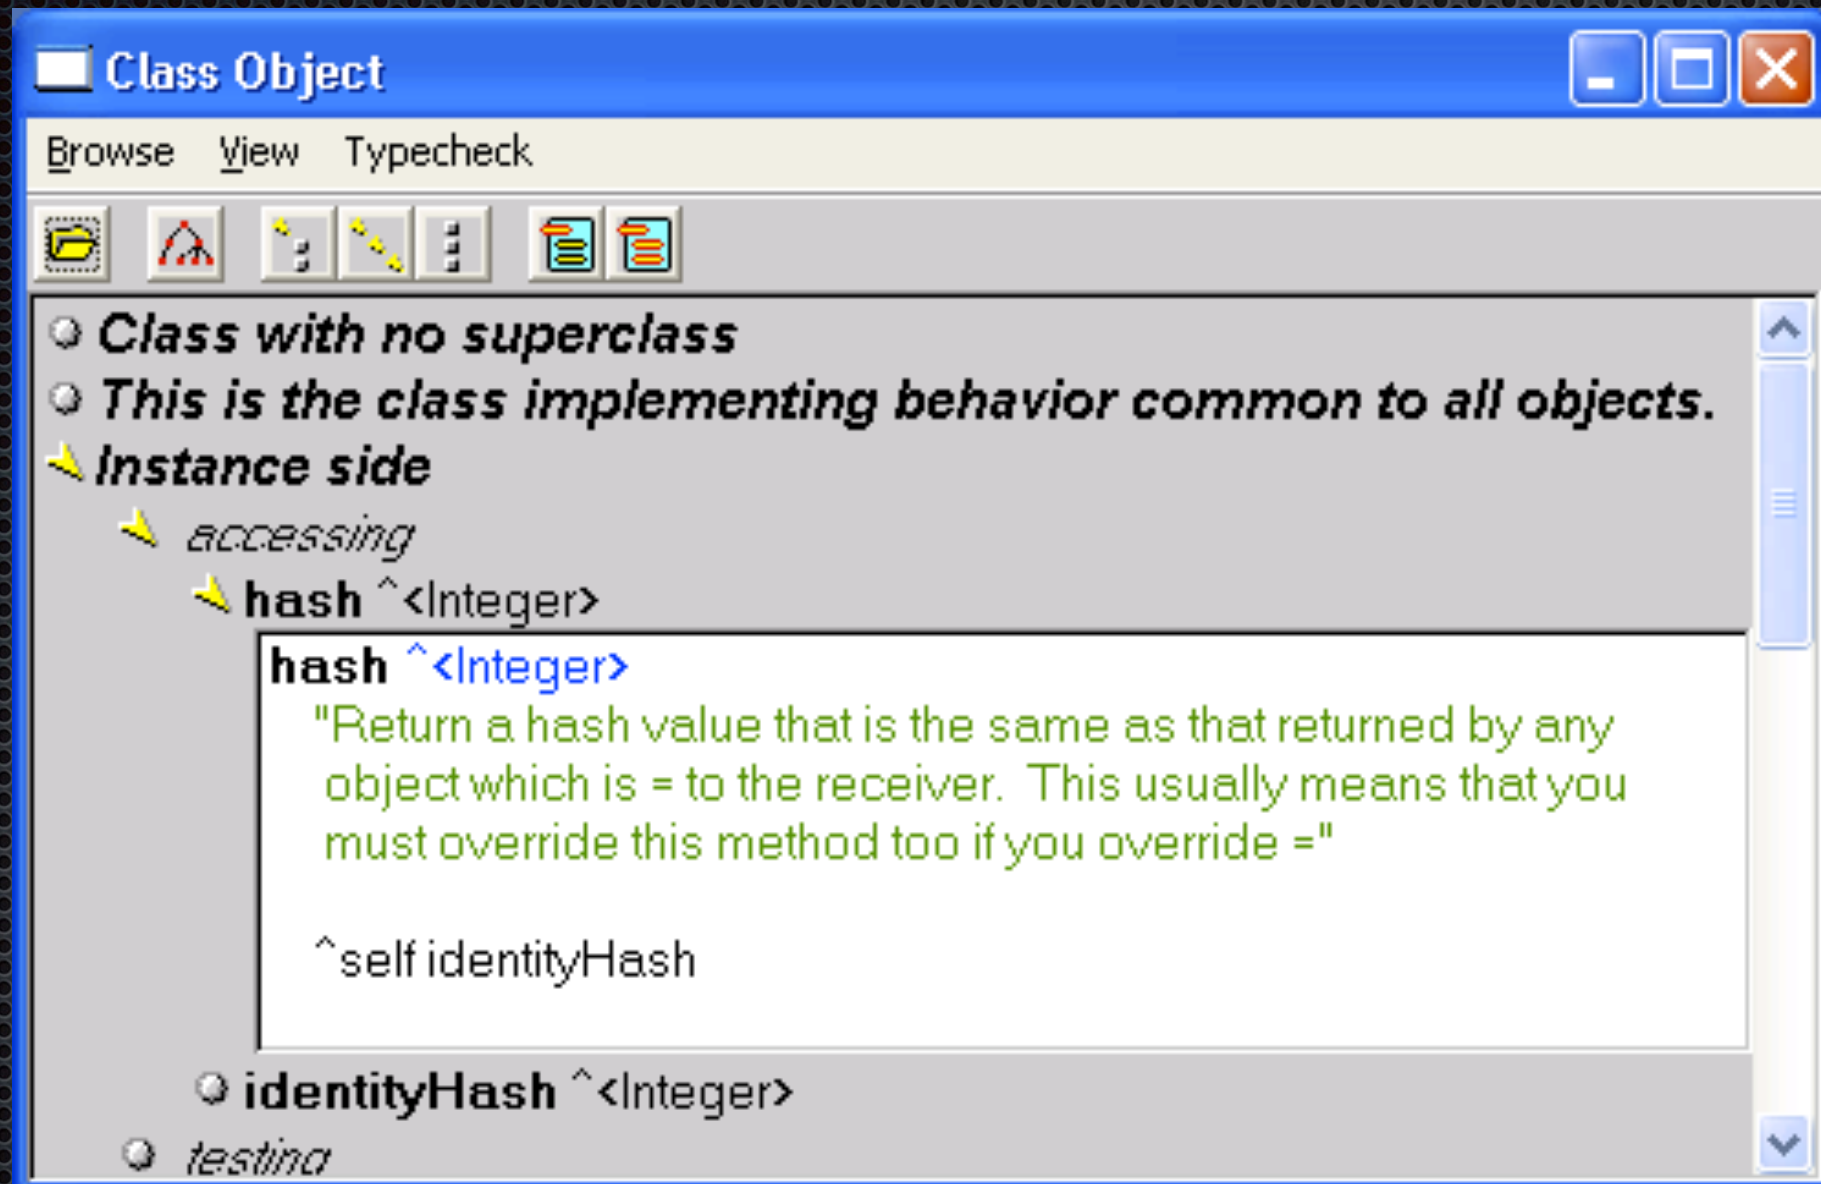 Class Object
Browse View Typecheck
Class with no superclass
This is the class implementing behavior common to all objects.
Instance side
accessing
hash ^<Integer>
hash ^<Integer>
"Return a hash value that is the same as that returned by any
object which is = to the receiver. This usually means that you
must override this method too if you override ="
^self identityHash
identityHash ^<Integer>
testing